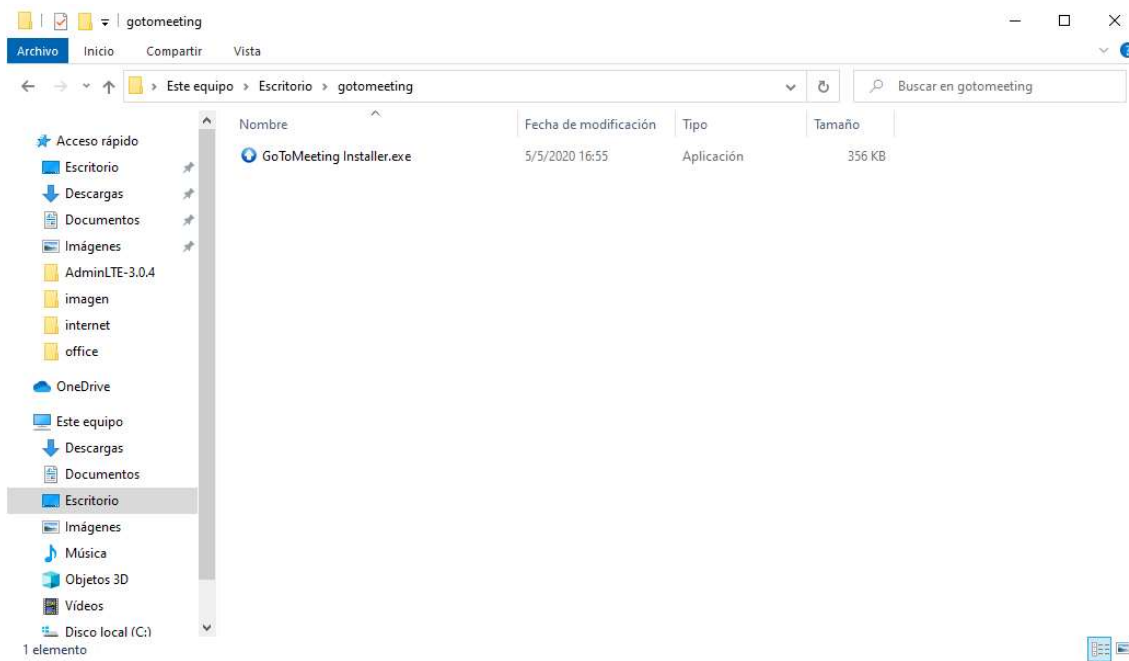 gotomeeting
Archivo Inicio Compartir Vista
Este equipo Escritorio gotomeeting Buscar en gotomeeting
Nombre Fecha de modificación Tipo Tamaño
GoToMeeting Installer.exe 5/5/2020 16:55 Aplicación 356 KB
Acceso rápido
Escritorio
Descargas
Documentos
Imágenes
AdminLTE-3.0.4
imagen
internet
office
OneDrive
Este equipo
Descargas
Documentos
Escritorio
Imágenes
Música
Objetos 3D
Vídeos
Disco local (C:)
1 elemento